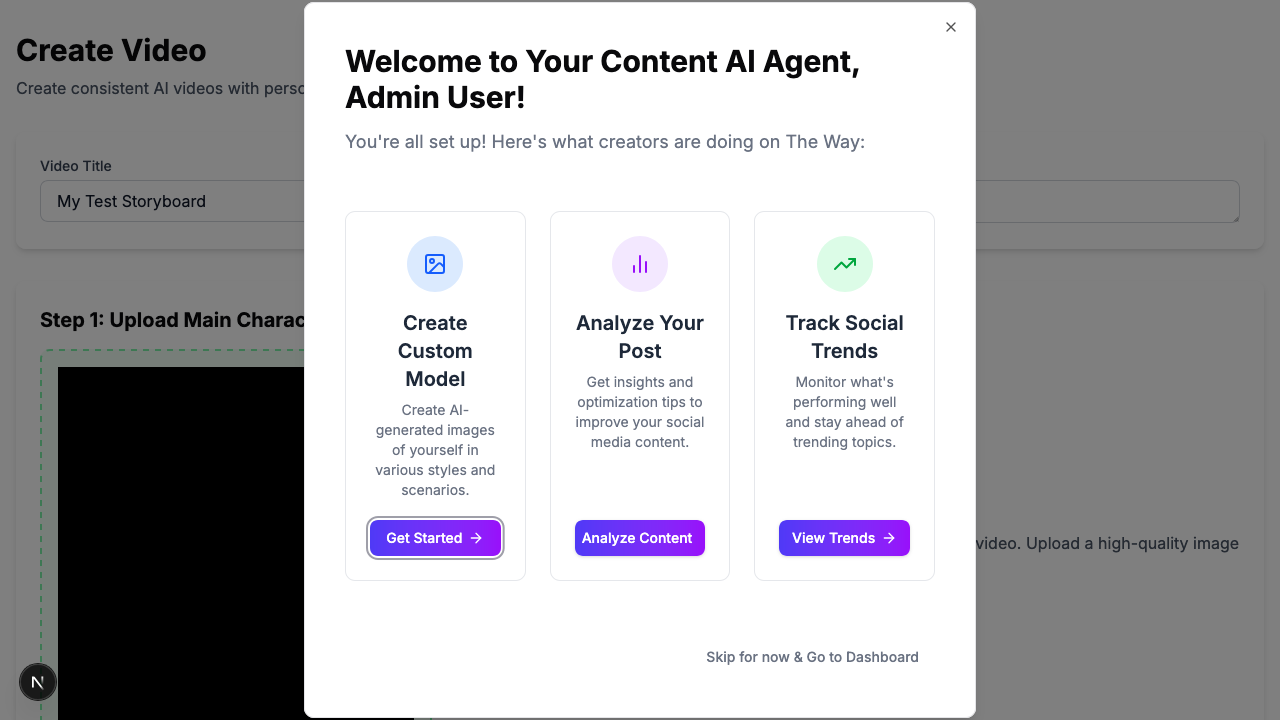 Create Video
Create consistent AI videos with
Video Title
My Test Storyboard
Step 1: Upload Main
Welcome to Your Content AI Agent,
Admin User!
You're all set up! Here's what creators are doing on The Way:
Create
Custom
Model
Create AI-
generated images
of yourself in
various styles and
scenarios.
Get Started
Analyze Your
Post
Get insights and
optimization tips to
improve your social
media content.
Analyze Content
Track Social
Trends
Monitor what's
performing well
and stay ahead of
trending topics.
View Trends
video. Upload a high-quality image
Skip for now & Go to Dashboard
N